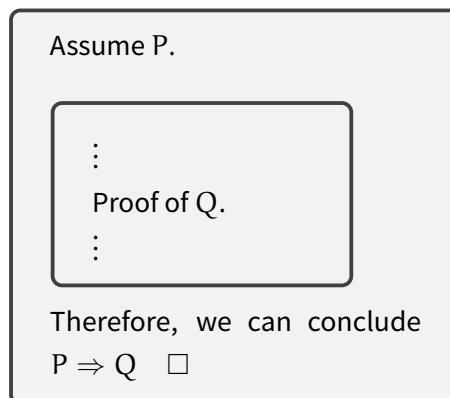 Assume P.
⋮
Proof of Q.
⋮
Therefore, we can conclude
P ⇒ Q □